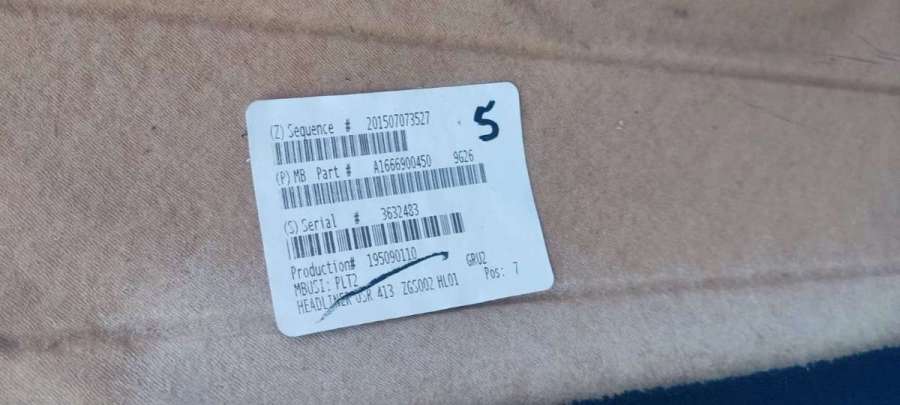 (Z) Sequence # 201507073527
5
(P) MB Part # A1666900450 9G26
(S) Serial # 3632483
Production# 195090110 GRU2
MBUSI: PLT2 Pos: 7
HEADLINER USR 413 ZGS002 HL01